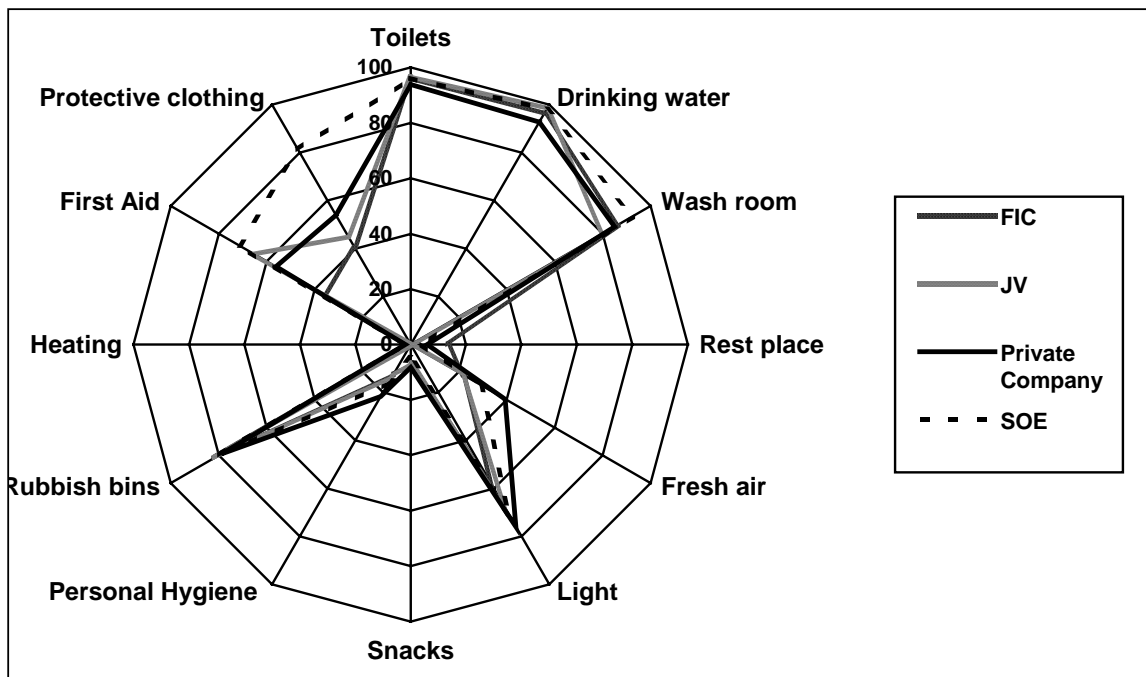 Toilets
Drinking water
Wash room
Rest place
Fresh air
Light
Snacks
Personal Hygiene
Rubbish bins
Heating
First Aid
Protective clothing
100
80
60
40
20
0
FIC
JV
Private
Company
SOE